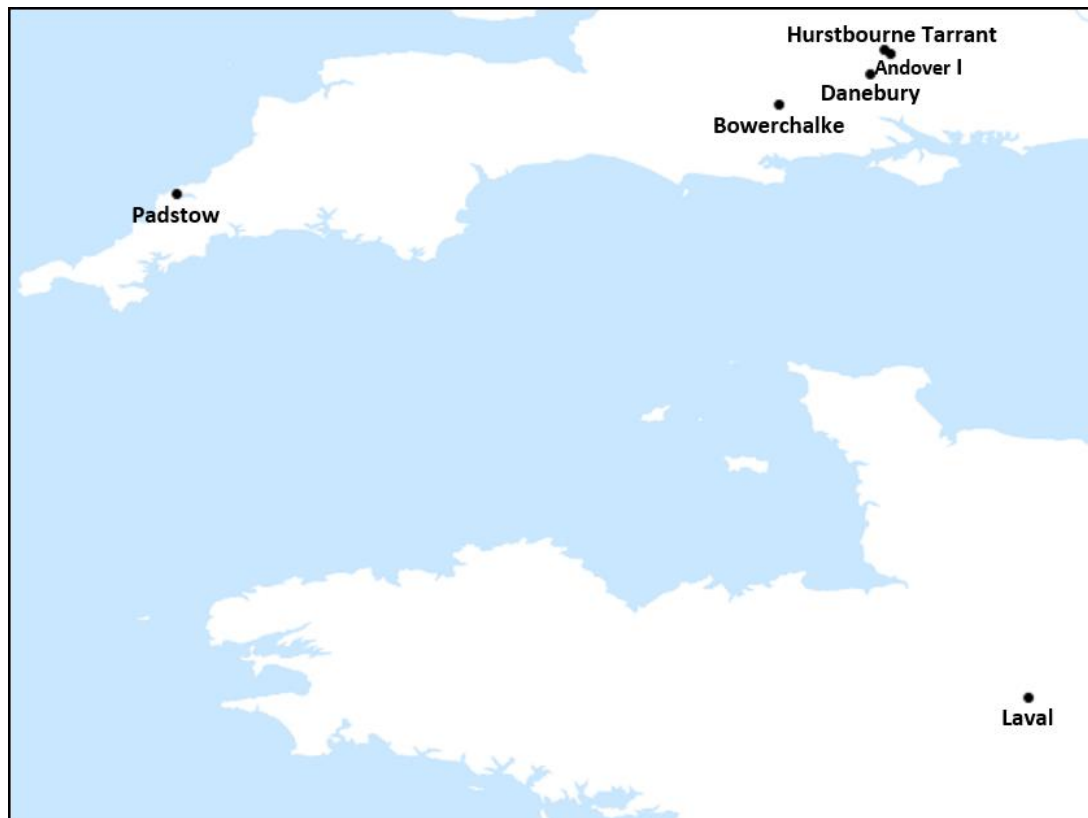 Hurstbourne Tarrant
Andover l
Danebury
Bowerchalke
Padstow
Laval